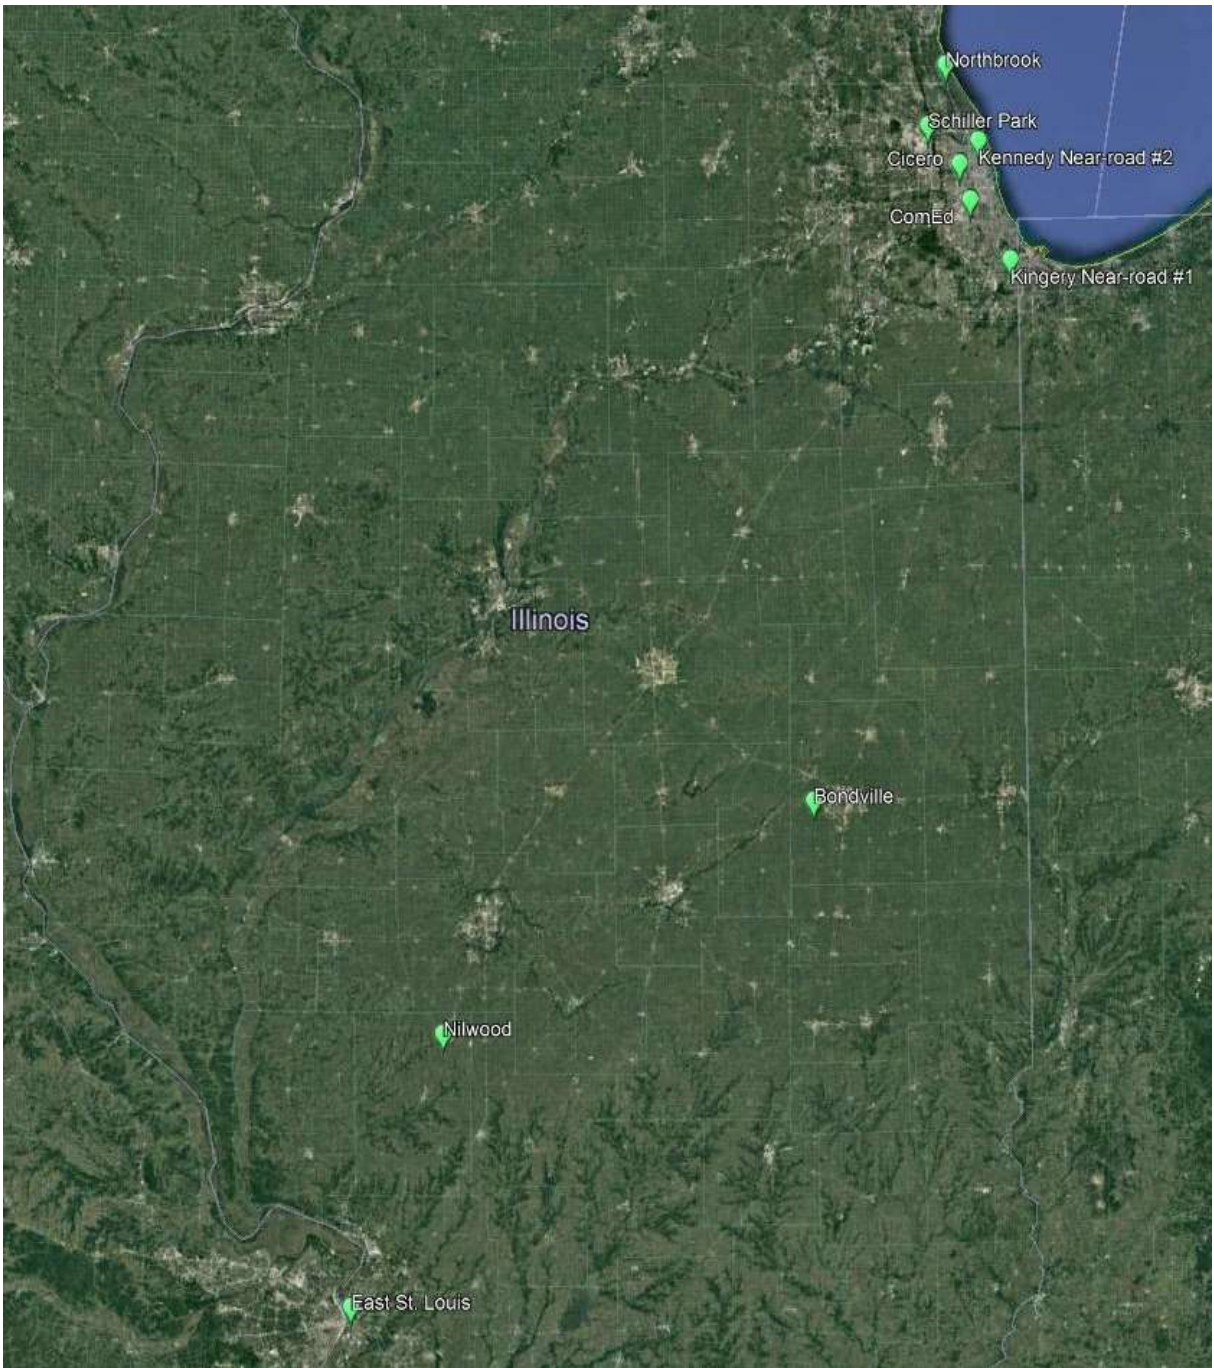 Northbrook
Schiller Park
Cicero
Kennedy Near-road #2
ComEd
Kingery Near-road #1
Illinois
Bondville
Nilwood
East St. Louis